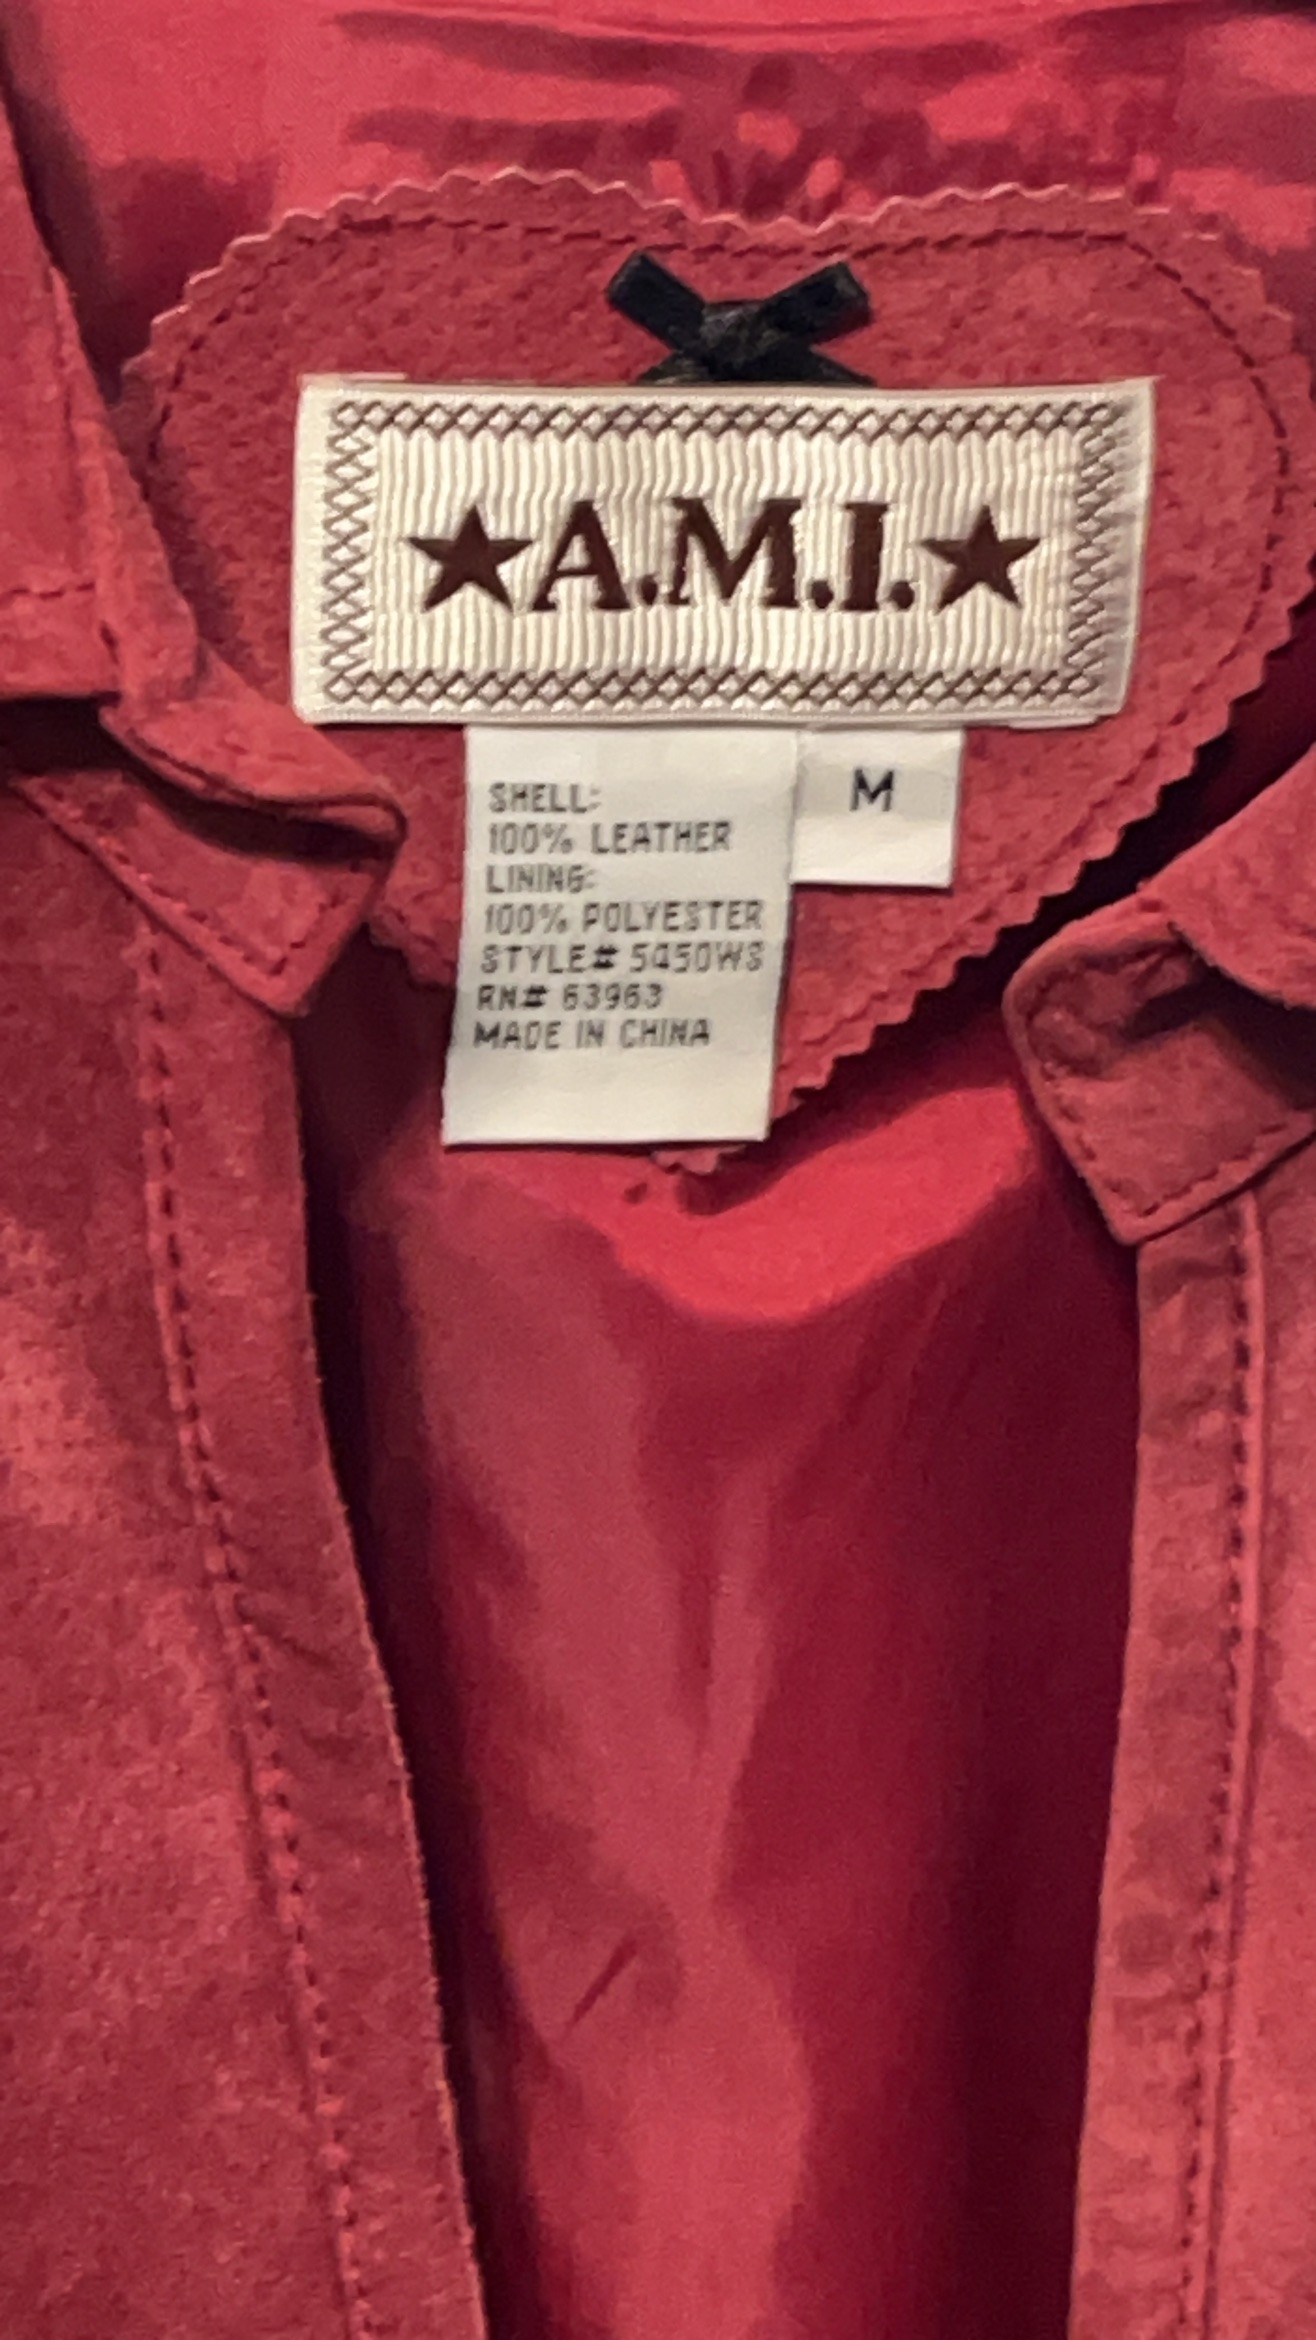 ★A.M.I.★
M
SHELL:
100% LEATHER
LINING:
100% POLYESTER
STYLE# 5450WS
RN# 63963
MADE IN CHINA